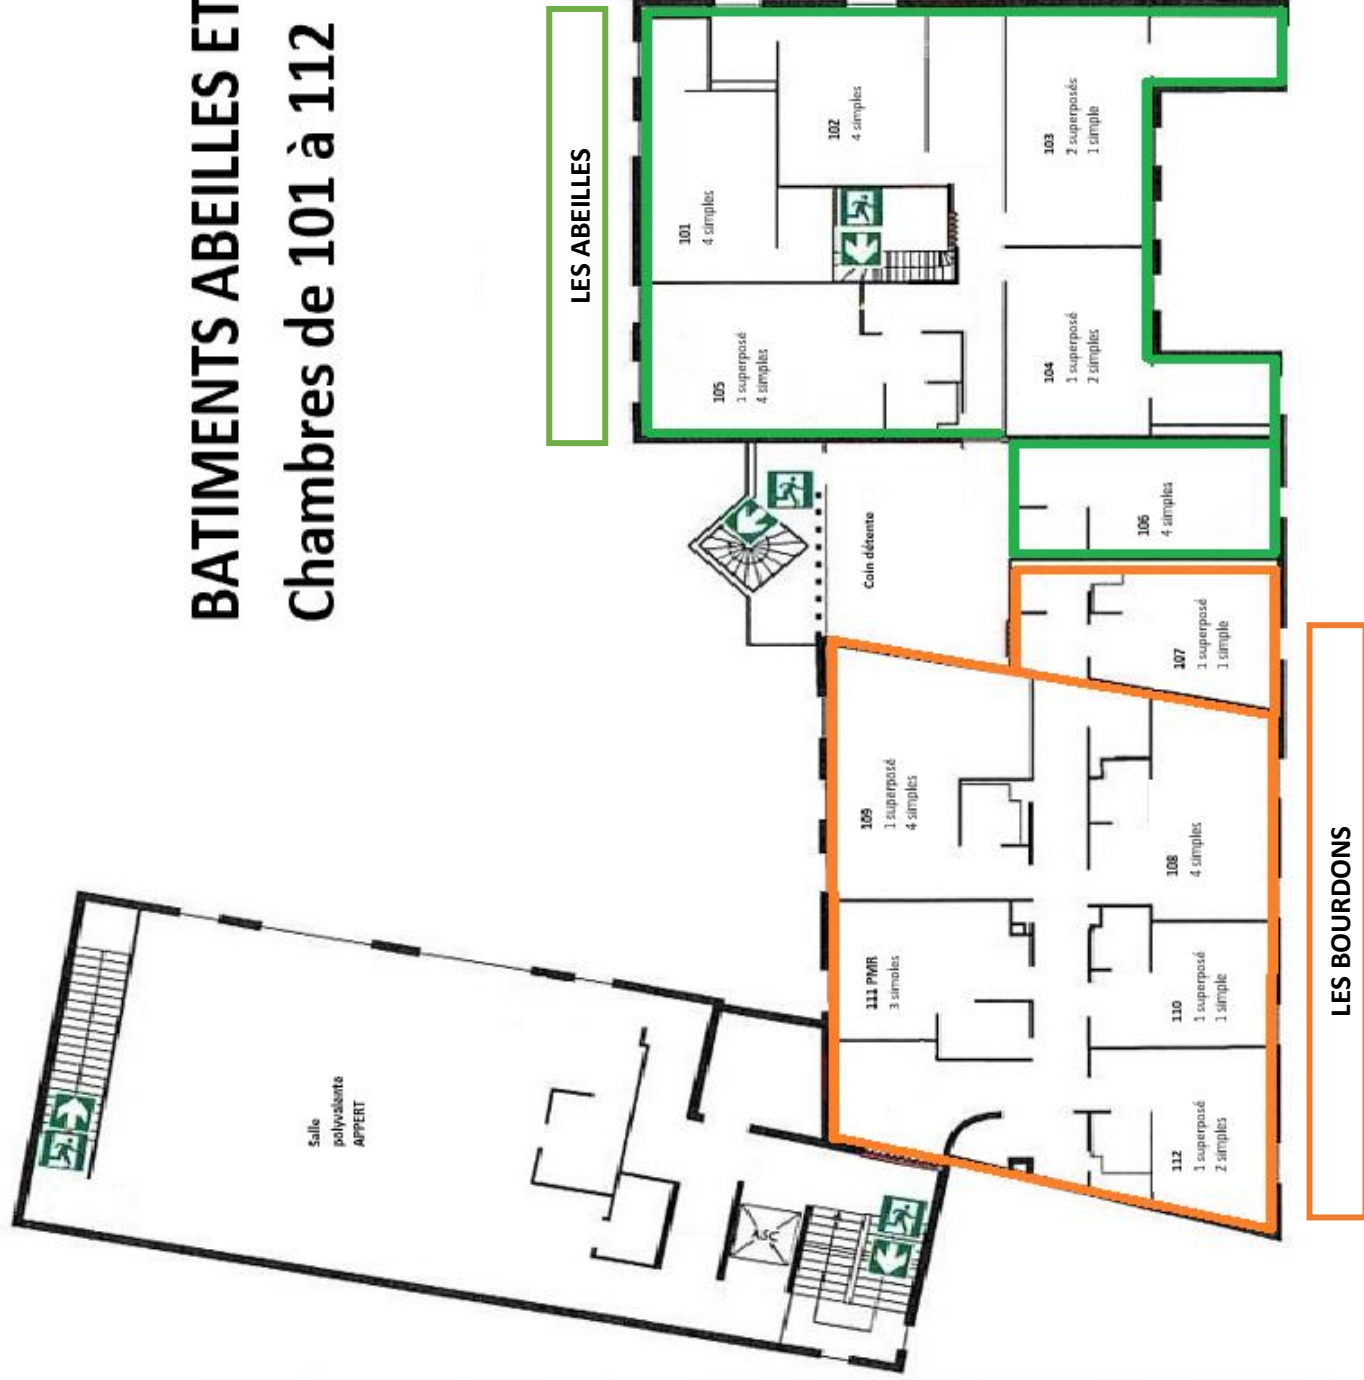 BATIMENTS ABEILLES ET
Chambres de 101 à 112
LES ABEILLES
101
4 simples
102
4 simples
103
2 superposés
1 simple
105
1 superposé
4 simples
104
1 superposé
2 simples
106
4 simples
Coin détente
107
1 superposé
1 simple
109
1 superposé
4 simples
108
4 simples
111 PMR
3 simples
110
1 superposé
1 simple
112
1 superposé
2 simples
LES BOURDONS
Salle
polyvalente
APPERT
ASC